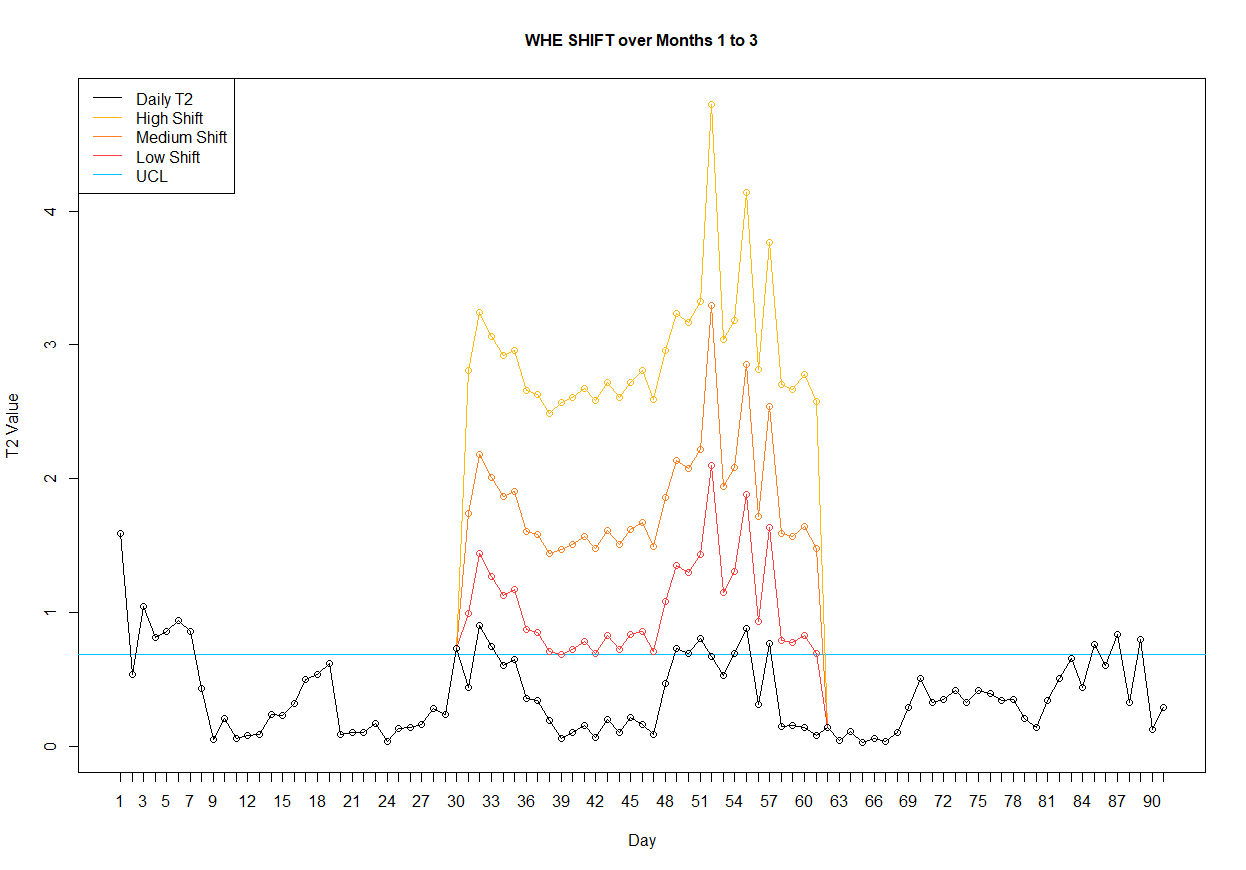 WHE SHIFT over Months 1 to 3
Daily T2
High Shift
Medium Shift
Low Shift
UCL
4
3
2
1
0
T2 Value
1 3 5 7 9 12 15 18 21 24 27 30 33 36 39 42 45 48 51 54 57 60 63 66 69 72 75 78 81 84 87 90
Day